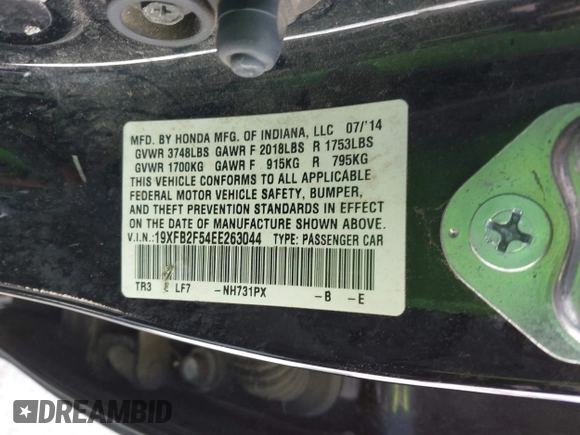 MFD. BY HONDA MFG. OF INDIANA, LLC 07/'14
GVWR 3748LBS GAWR F 2018LBS R 1753LBS
GVWR 1700KG GAWR F 915KG R 795KG
THIS VEHICLE CONFORMS TO ALL APPLICABLE
FEDERAL MOTOR VEHICLE SAFETY, BUMPER,
AND THEFT PREVENTION STANDARDS IN EFFECT
ON THE DATE OF MANUFACTURE SHOWN ABOVE.
V.I.N.:19XFB2F54EE263044 TYPE: PASSENGER CAR
TR3 LF7 -NH731PX -B -E
DREAMBID